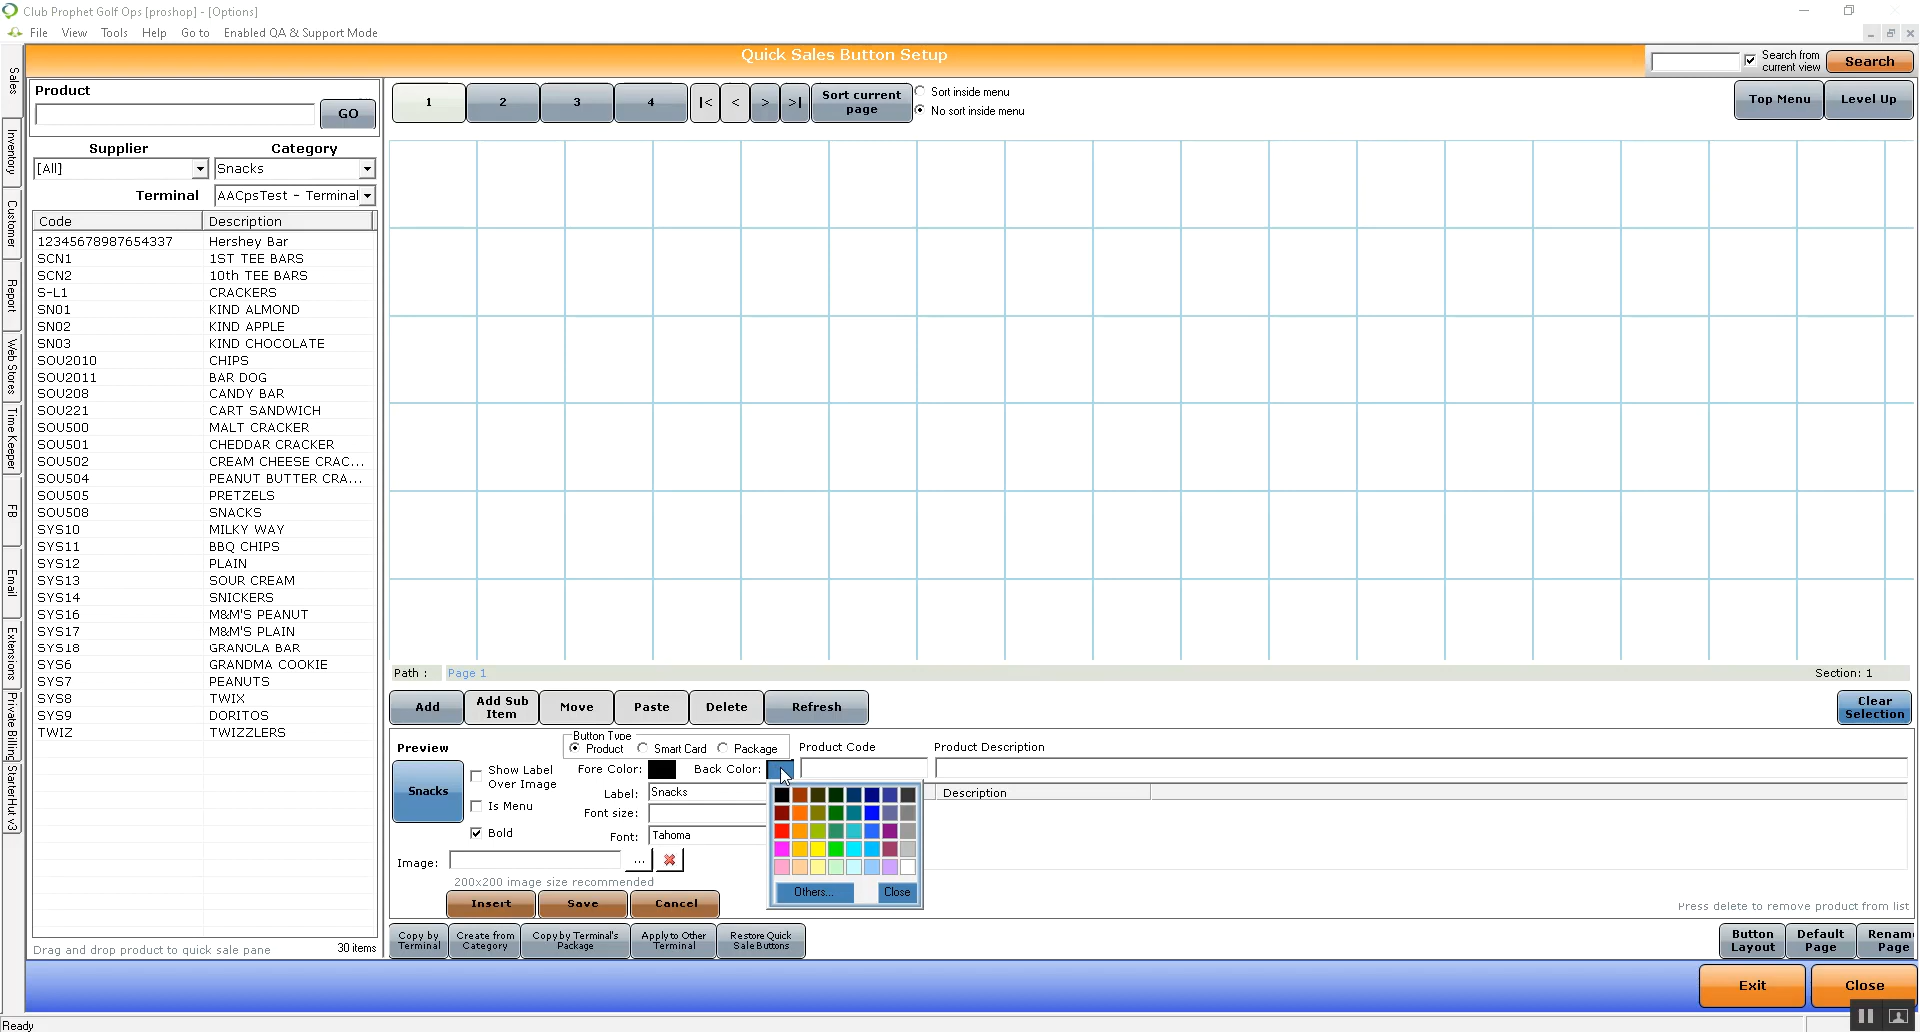 Club Prophet Golf Ops [proshop] - [Options]
File View Tools Help Go to Enabled QA & Support Mode
Quick Sales Button Setup
Search from current view
Search
Sales
Inventory
Customer
Report
Web Stores
Time Keeper
FB
Email
Extensions
Private Billing
StarterHut v3
Product
GO
Supplier Category
[All] Snacks
Terminal AACpsTest - Terminal
Code Description
12345678987654337 Hershey Bar
SCN1 1ST TEE BARS
SCN2 10th TEE BARS
S-L1 CRACKERS
SN01 KIND ALMOND
SN02 KIND APPLE
SN03 KIND CHOCOLATE
SOU2010 CHIPS
SOU2011 BAR DOG
SOU208 CANDY BAR
SOU221 CART SANDWICH
SOU500 MALT CRACKER
SOU501 CHEDDAR CRACKER
SOU502 CREAM CHEESE CRAC...
SOU504 PEANUT BUTTER CRA...
SOU505 PRETZELS
SOU508 SNACKS
SYS10 MILKY WAY
SYS11 BBQ CHIPS
SYS12 PLAIN
SYS13 SOUR CREAM
SYS14 SNICKERS
SYS16 M&M'S PEANUT
SYS17 M&M'S PLAIN
SYS18 GRANOLA BAR
SYS6 GRANDMA COOKIE
SYS7 PEANUTS
SYS8 TWIX
SYS9 DORITOS
TWIZ TWIZZLERS
Drag and drop product to quick sale pane 30 items
1 2 3 4 |< < > >| Sort current page
Sort inside menu
No sort inside menu
Top Menu Level Up
Path : Page 1 Section: 1
Add Add Sub Item Move Paste Delete Refresh
Clear Selection
Preview
Snacks
Button Type
Product Smart Card Package
Product Code Product Description
Show Label Over Image
Is Menu
Bold
Fore Color: Back Color:
Label: Snacks
Font size:
Font: Tahoma
Image: ...
200x200 image size recommended
Insert Save Cancel
Others... Close
Description
Press delete to remove product from list
Copy by Terminal
Create from Category
Copy by Terminal's Package
Apply to Other Terminal
Restore Quick Sale Buttons
Button Layout
Default Page
Renam Page
Exit Close
Ready